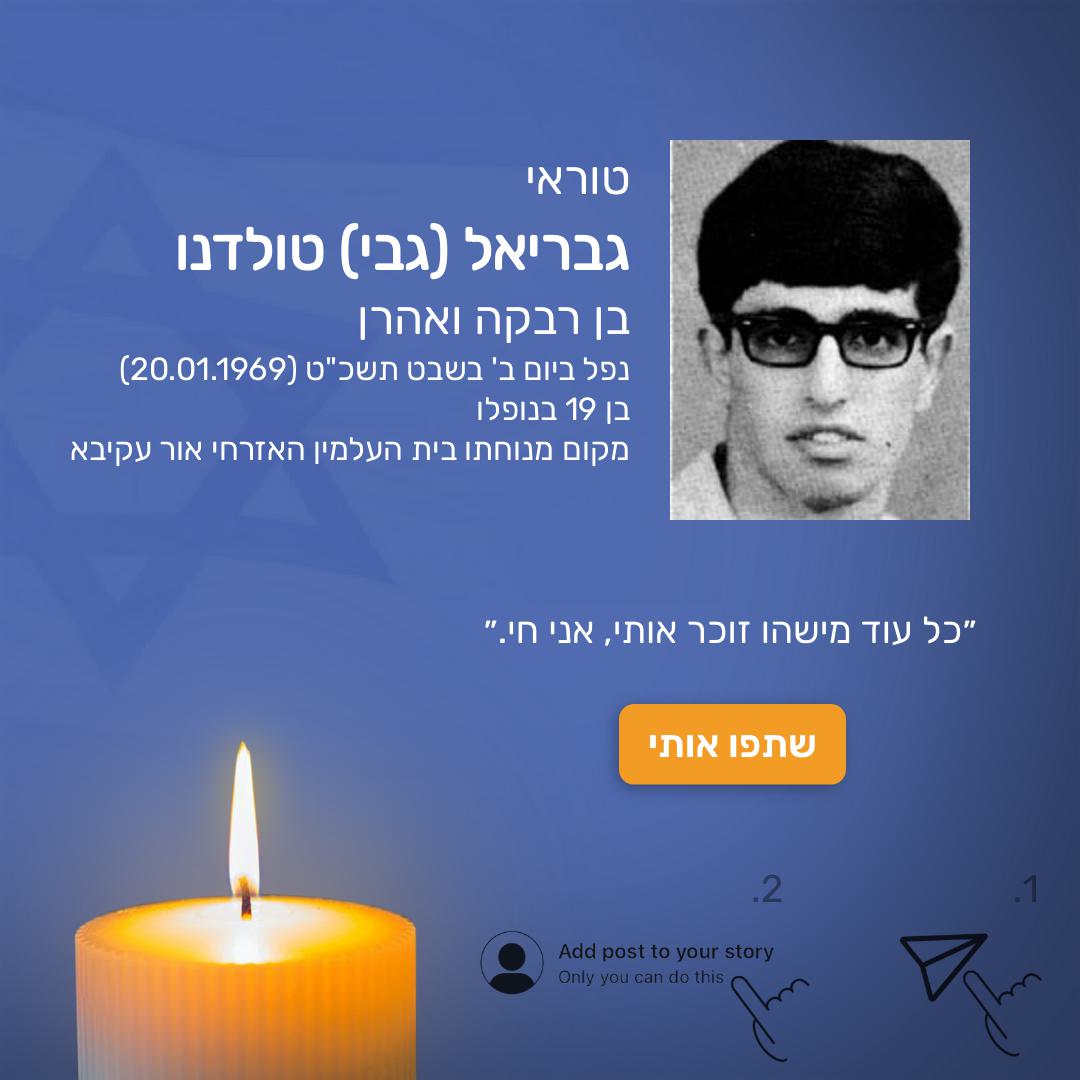 טוראי
גבריאל (גבי) טולדנו
בן רבקה ואהרן
נפל ביום ב' בשבט תשכ"ט (20.01.1969)
בן 19 בנופלו
מקום מנוחתו בית העלמין האזרחי אור עקיבא
״כל עוד מישהו זוכר אותי, אני חי.״
שתפו אותי
1.
2.
Add post to your story
Only you can do this